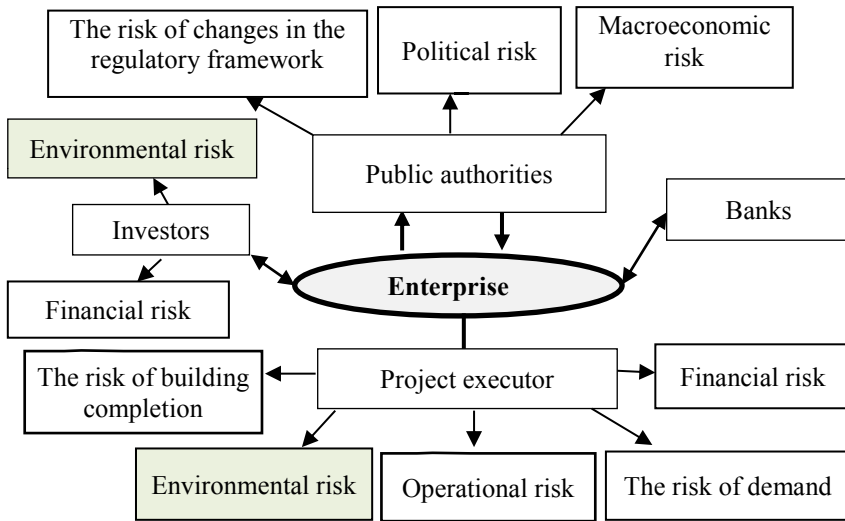 The risk of changes in the
regulatory framework
Political risk
Macroeconomic
risk
Environmental risk
Public authorities
Banks
Investors
Enterprise
Financial risk
The risk of building
completion
Project executor
Financial risk
Environmental risk
Operational risk
The risk of demand